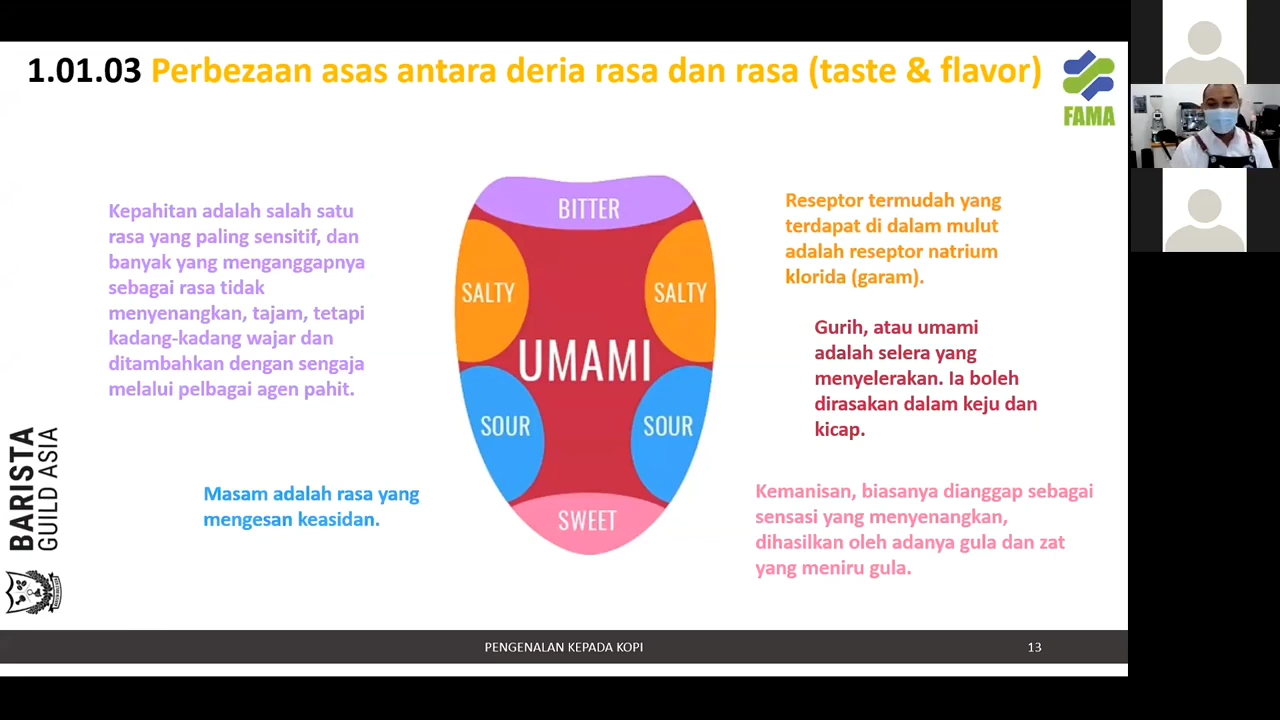 1.01.03 Perbezaan asas antara deria rasa dan rasa (taste & flavor)
FAMA
Kepahitan adalah salah satu
rasa yang paling sensitif, dan
banyak yang menganggapnya
sebagai rasa tidak
menyenangkan, tajam, tetapi
kadang-kadang wajar dan
ditambahkan dengan sengaja
melalui pelbagai agen pahit.
Masam adalah rasa yang
mengesan keasidan.
BITTER
SALTY
SALTY
UMAMI
SOUR
SOUR
SWEET
Reseptor termudah yang
terdapat di dalam mulut
adalah reseptor natrium
klorida (garam).
Gurih, atau umami
adalah selera yang
menyelerakan. Ia boleh
dirasakan dalam keju dan
kicap.
Kemanisan, biasanya dianggap sebagai
sensasi yang menyenangkan,
dihasilkan oleh adanya gula dan zat
yang meniru gula.
BARISTA
GUILD ASIA
PENGENALAN KEPADA KOPI
13